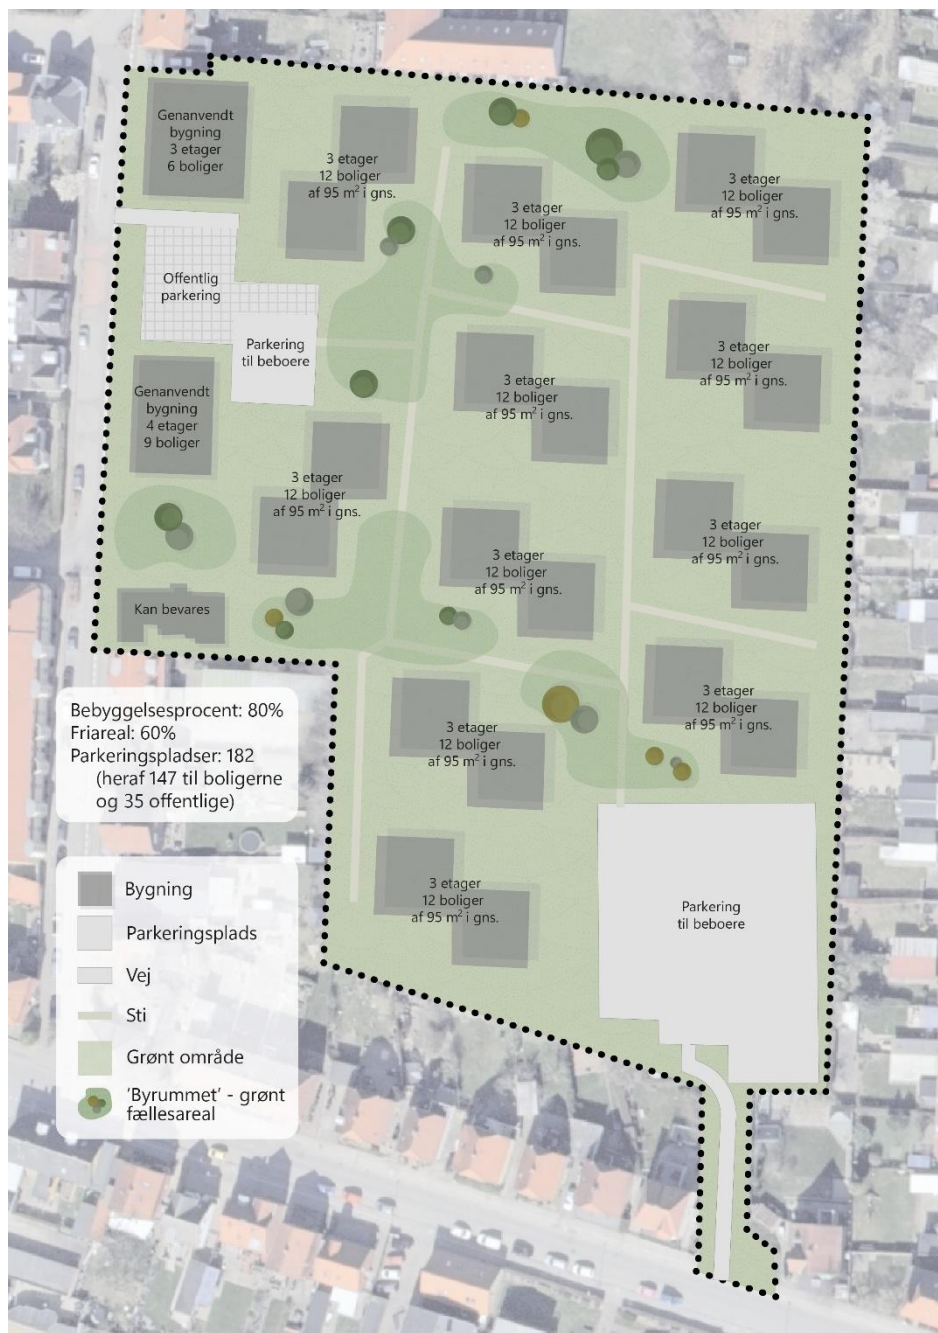 Genanvendt
bygning
3 etager
6 boliger
3 etager
12 boliger
af 95 m² i gns.
3 etager
12 boliger
af 95 m² i gns.
3 etager
12 boliger
af 95 m² i gns.
Offentlig
parkering
Parkering
til beboere
3 etager
12 boliger
af 95 m² i gns.
3 etager
12 boliger
af 95 m² i gns.
Genanvendt
bygning
4 etager
9 boliger
3 etager
12 boliger
af 95 m² i gns.
3 etager
12 boliger
af 95 m² i gns.
3 etager
12 boliger
af 95 m² i gns.
Kan bevares
3 etager
12 boliger
af 95 m² i gns.
3 etager
12 boliger
af 95 m² i gns.
3 etager
12 boliger
af 95 m² i gns.
Parkering
til beboere
Bebyggelsesprocent: 80%
Friareal: 60%
Parkeringspladser: 182
(heraf 147 til boligerne
og 35 offentlige)
Bygning
Parkeringsplads
Vej
Sti
Grønt område
'Byrummet' - grønt
fællesareal